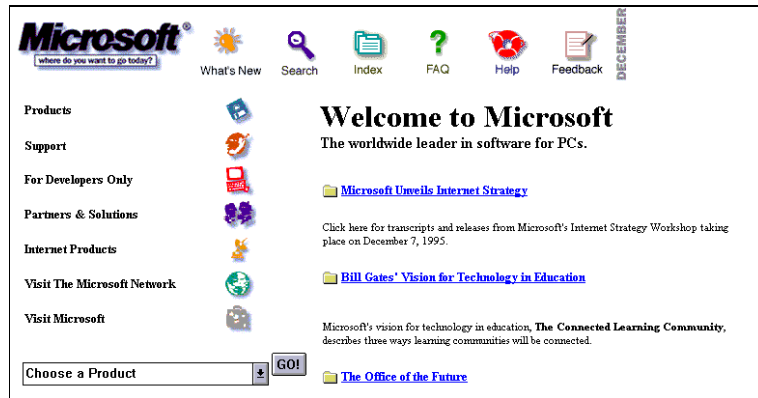 Microsoft®
where do you want to go today?
What's New
Search
Index
FAQ
Help
Feedback
DECEMBER
Products
Support
For Developers Only
Partners & Solutions
Internet Products
Visit The Microsoft Network
Visit Microsoft
Choose a Product
GO!
Welcome to Microsoft
The worldwide leader in software for PCs.
Microsoft Unveils Internet Strategy
Click here for transcripts and releases from Microsoft's Internet Strategy Workshop taking
place on December 7, 1995.
Bill Gates' Vision for Technology in Education
Microsoft's vision for technology in education, The Connected Learning Community,
describes three ways learning communities will be connected.
The Office of the Future